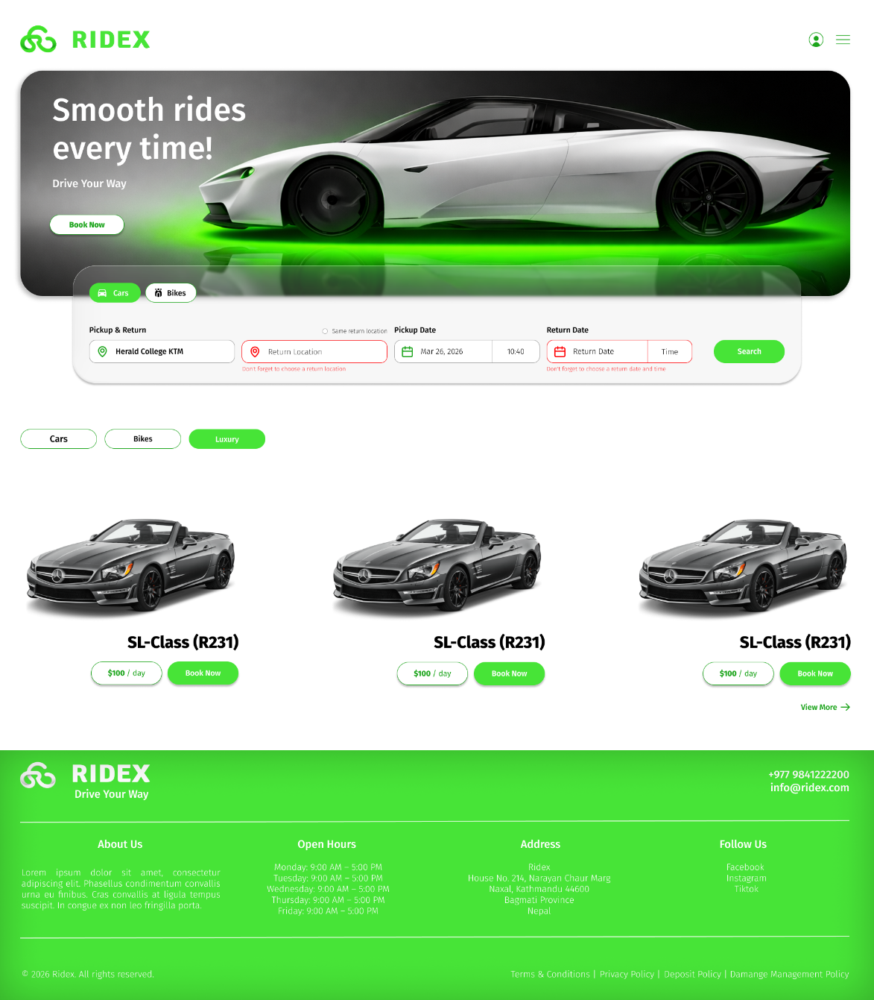 RIDEX
Smooth rides
every time!
Drive Your Way
Book Now
Cars
Bikes
Pickup & Return
Same return location
Pickup Date
Return Date
Herald College KTM
Return Location
Mar 26, 2026
10:40
Return Date
Time
Search
Don't forget to choose a return location
Don't forget to choose a return date and time
Cars
Bikes
Luxury
SL-Class (R231)
$100 / day
Book Now
SL-Class (R231)
$100 / day
Book Now
SL-Class (R231)
$100 / day
Book Now
View More
RIDEX
Drive Your Way
+977 9841222200
info@ridex.com
About Us
Lorem ipsum dolor sit amet, consectetur
adipiscing elit. Phasellus condimentum convallis
urna eu finibus. Cras convallis at ligula tempus
suscipit. In congue ex non leo fringilla porta.
Open Hours
Monday: 9:00 AM – 5:00 PM
Tuesday: 9:00 AM – 5:00 PM
Wednesday: 9:00 AM – 5:00 PM
Thursday: 9:00 AM – 5:00 PM
Friday: 9:00 AM – 5:00 PM
Address
Ridex
House No. 214, Narayan Chaur Marg
Naxal, Kathmandu 44600
Bagmati Province
Nepal
Follow Us
Facebook
Instagram
Tiktok
© 2026 Ridex. All rights reserved.
Terms & Conditions | Privacy Policy | Deposit Policy | Damange Management Policy